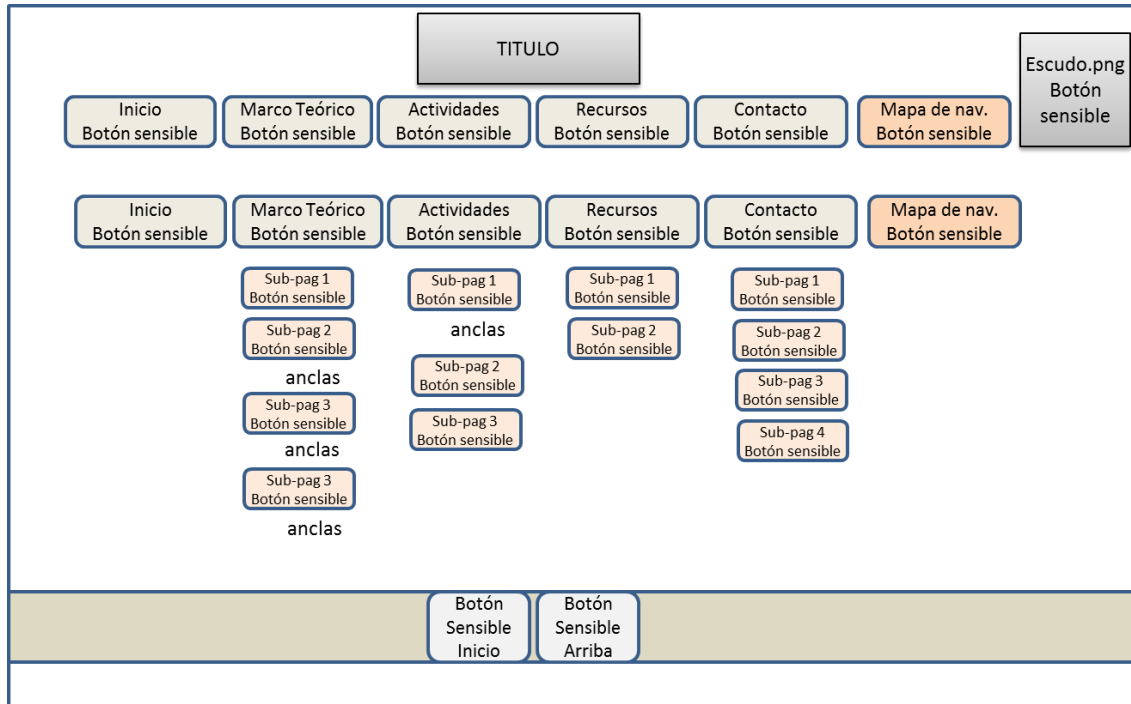 TITULO
Escudo.png
Botón
sensible
Inicio
Botón sensible
Marco Teórico
Botón sensible
Actividades
Botón sensible
Recursos
Botón sensible
Contacto
Botón sensible
Mapa de nav.
Botón sensible
Inicio
Botón sensible
Marco Teórico
Botón sensible
Actividades
Botón sensible
Recursos
Botón sensible
Contacto
Botón sensible
Mapa de nav.
Botón sensible
Sub-pag 1
Botón sensible
Sub-pag 2
Botón sensible
anclas
Sub-pag 3
Botón sensible
anclas
Sub-pag 3
Botón sensible
anclas
Sub-pag 1
Botón sensible
anclas
Sub-pag 2
Botón sensible
Sub-pag 3
Botón sensible
Sub-pag 1
Botón sensible
Sub-pag 2
Botón sensible
Sub-pag 1
Botón sensible
Sub-pag 2
Botón sensible
Sub-pag 3
Botón sensible
Sub-pag 4
Botón sensible
Botón
Sensible
Inicio
Botón
Sensible
Arriba